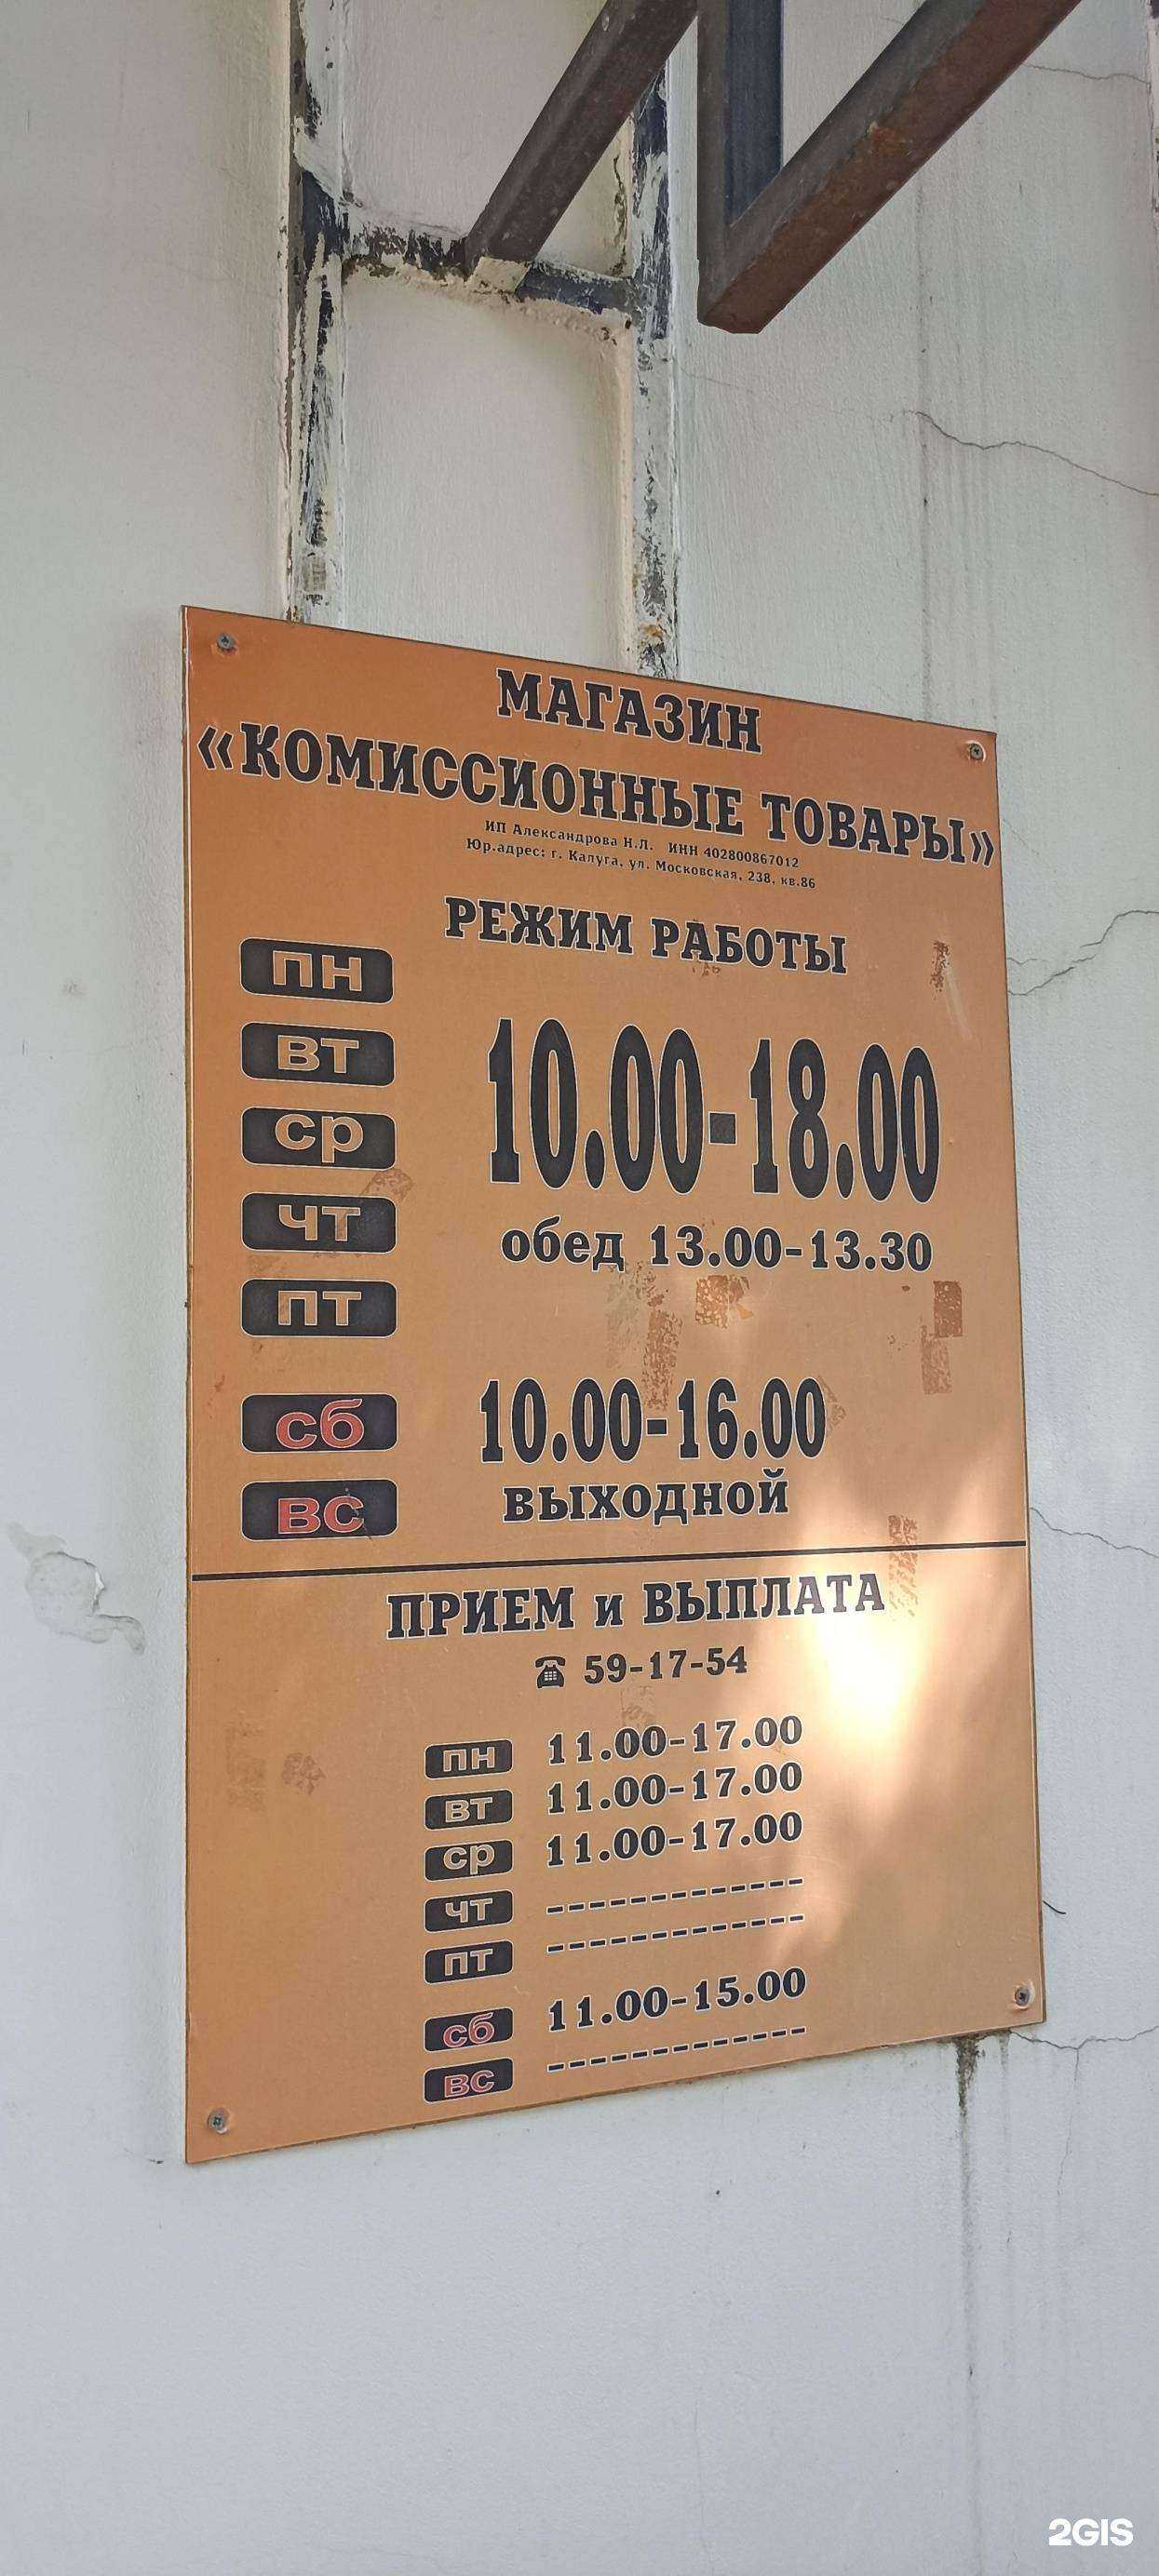 МАГАЗИН
«КОМИССИОННЫЕ ТОВАРЫ»
ИП Александрова Н.Л. ИНН 402800867012
Юр.адрес: г. Калуга, ул. Московская, 238, кв.86
РЕЖИМ РАБОТЫ
ПН
ВТ
ср
ЧТ
ПТ
10.00-18.00
обед 13.00-13.30
сб 10.00-16.00
ВС ВЫХОДНОЙ
ПРИЕМ и ВЫПЛАТА
☎ 59-17-54
ПН 11.00-17.00
ВТ 11.00-17.00
ср 11.00-17.00
ЧТ -------------
ПТ -------------
сб 11.00-15.00
ВС -------------
2GIS